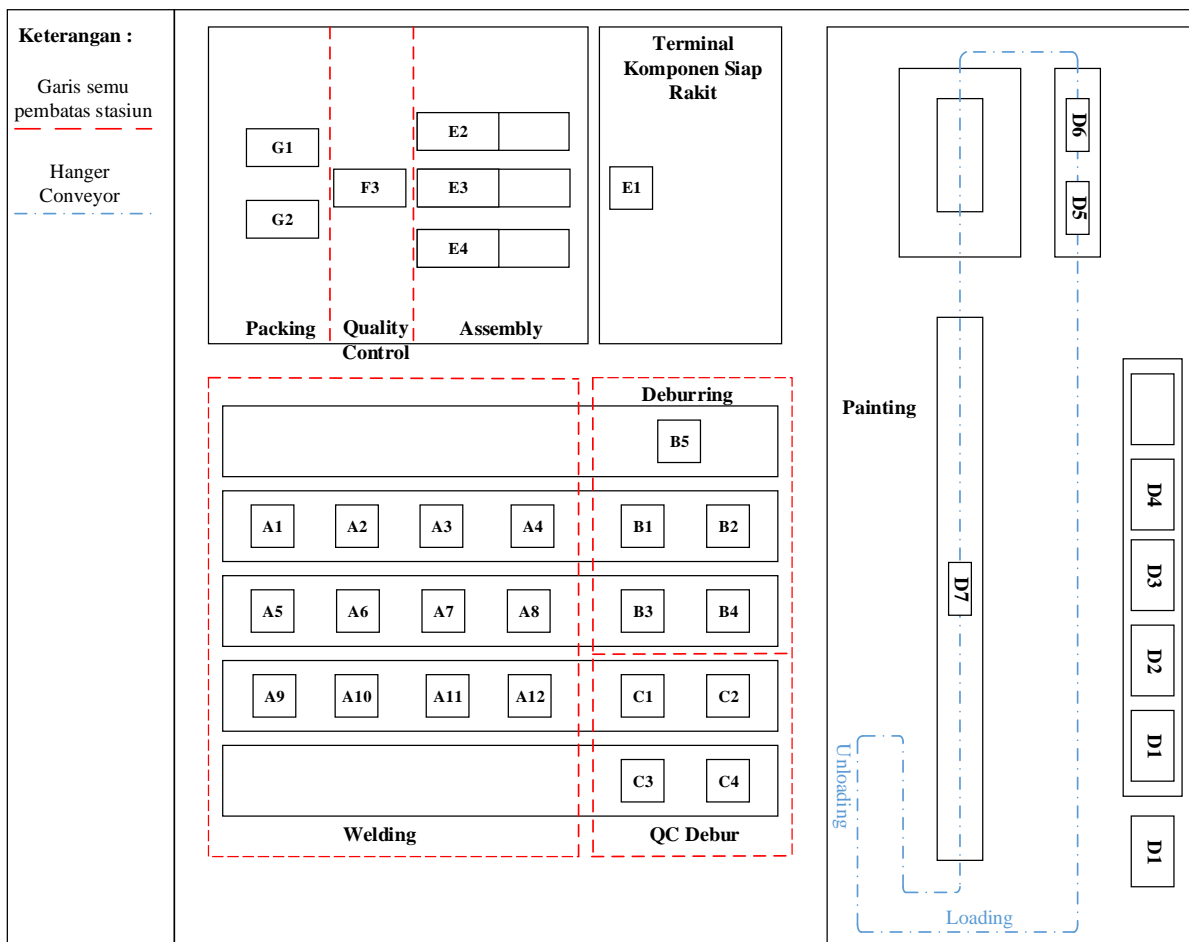 Keterangan :
Garis semu
pembatas stasiun
Hanger
Conveyor
G1
G2
F3
E2
E3
E4
Packing
Quality
Control
Assembly
Terminal
Komponen Siap
Rakit
E1
Deburring
B5
A1 A2 A3 A4 B1 B2
A5 A6 A7 A8 B3 B4
A9 A10 A11 A12 C1 C2
C3 C4
Welding
QC Debur
Painting
D6
D5
D7
D4
D3
D2
D1
D1
Unloading
Loading